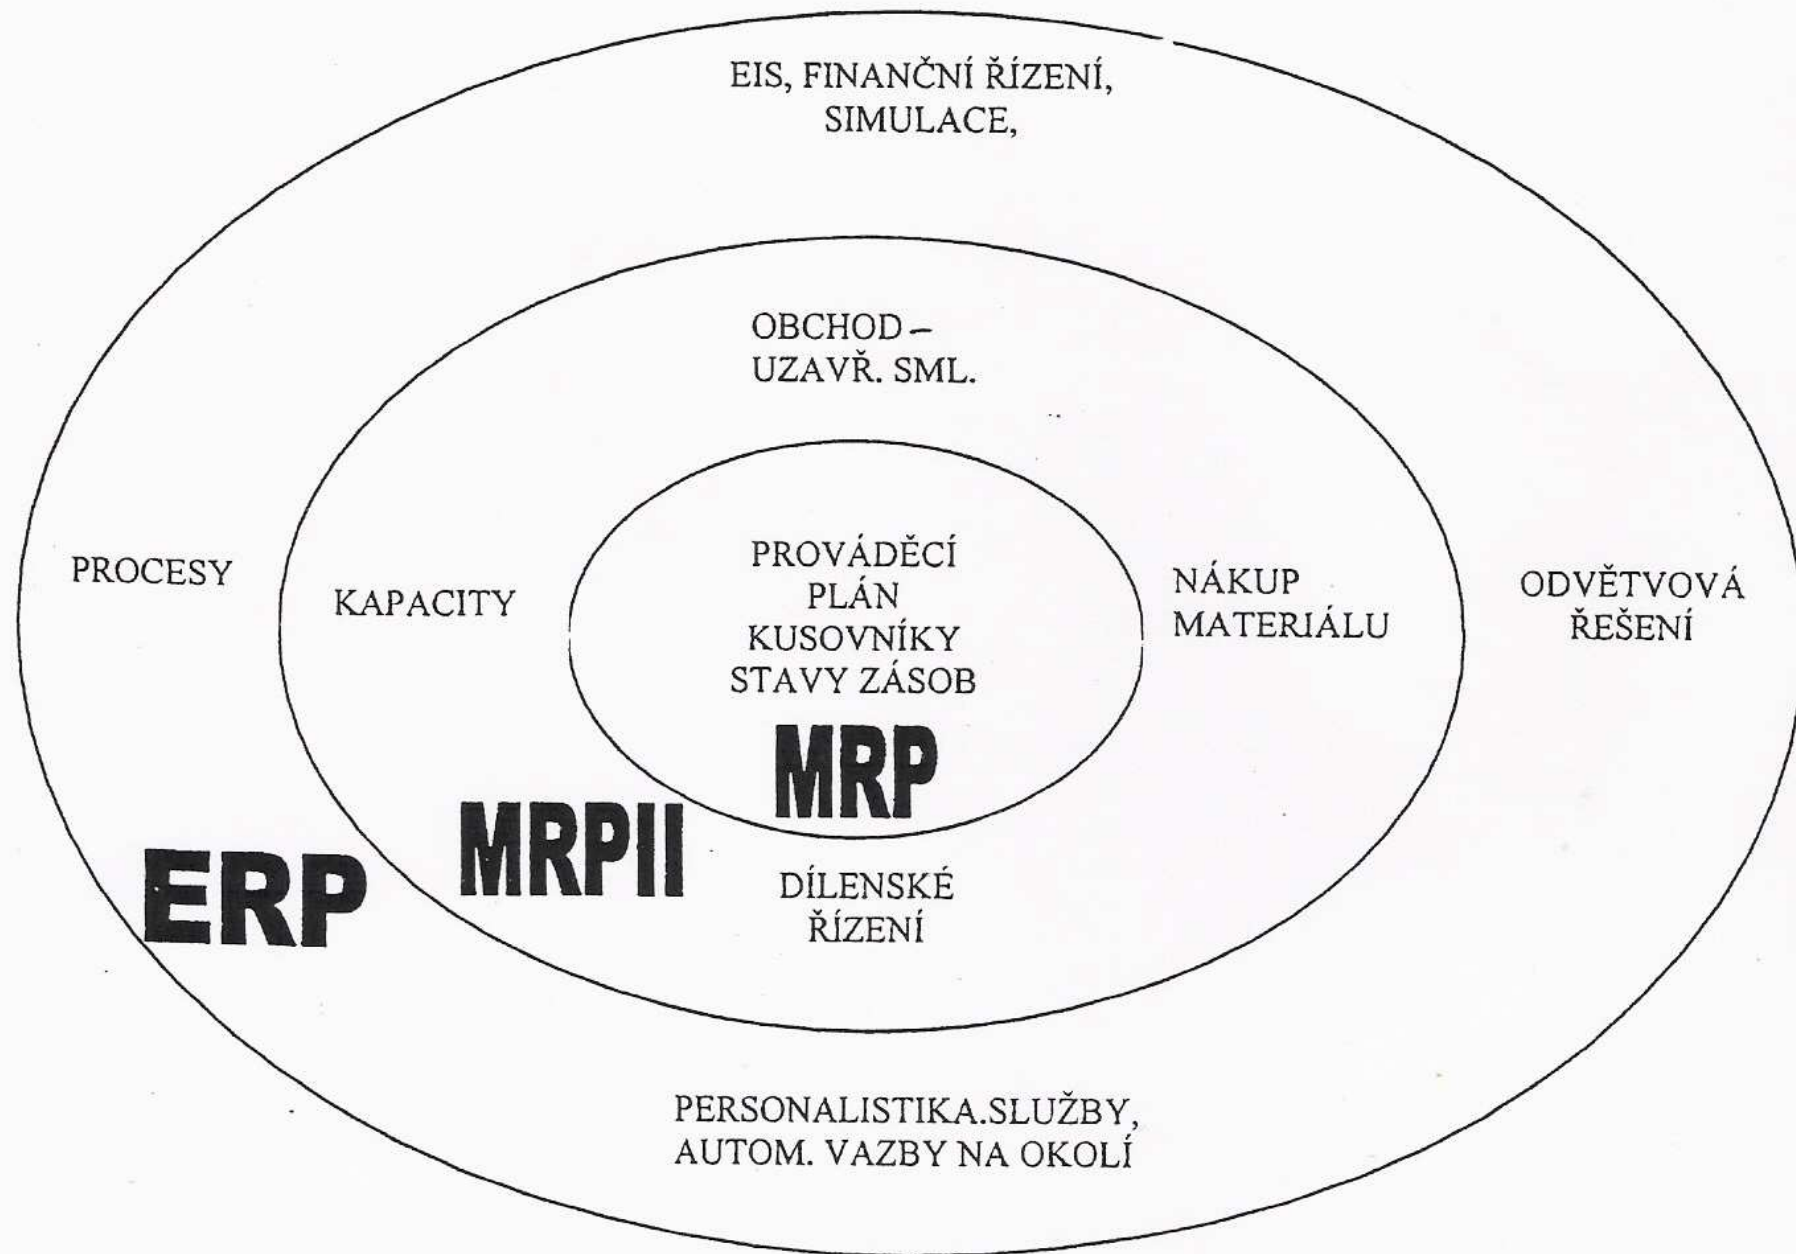 EIS, FINANČNÍ ŘÍZENÍ,
SIMULACE,
OBCHOD –
UZAVŘ. SML.
PROCESY
KAPACITY
PROVÁDĚCÍ
PLÁN
KUSOVNÍKY
STAVY ZÁSOB
NÁKUP
MATERIÁLU
ODVĚTVOVÁ
ŘEŠENÍ
MRP
MRPII
ERP
DÍLENSKÉ
ŘÍZENÍ
PERSONALISTIKA.SLUŽBY,
AUTOM. VAZBY NA OKOLÍ